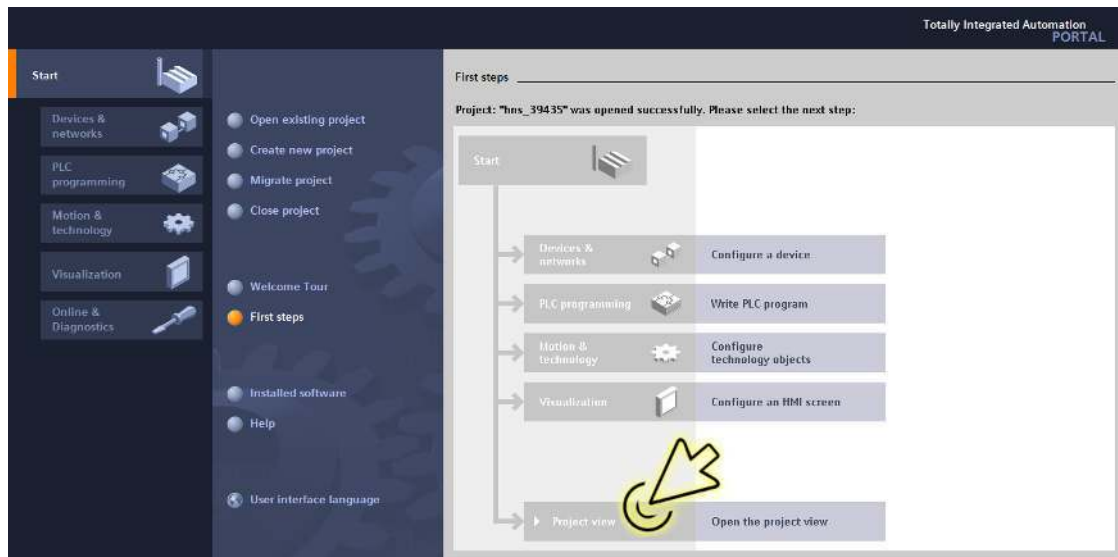 Totally Integrated Automation
PORTAL
Start
Devices &
networks
PLC
programming
Motion &
technology
Visualization
Online &
Diagnostics
Open existing project
Create new project
Migrate project
Close project
Welcome Tour
First steps
Installed software
Help
User interface language
First steps
Project: "hns_39435" was opened successfully. Please select the next step:
Start
Devices &
networks
Configure a device
PLC programming
Write PLC program
Motion &
technology
Configure
technology objects
Visualization
Configure an HMI screen
Project view
Open the project view